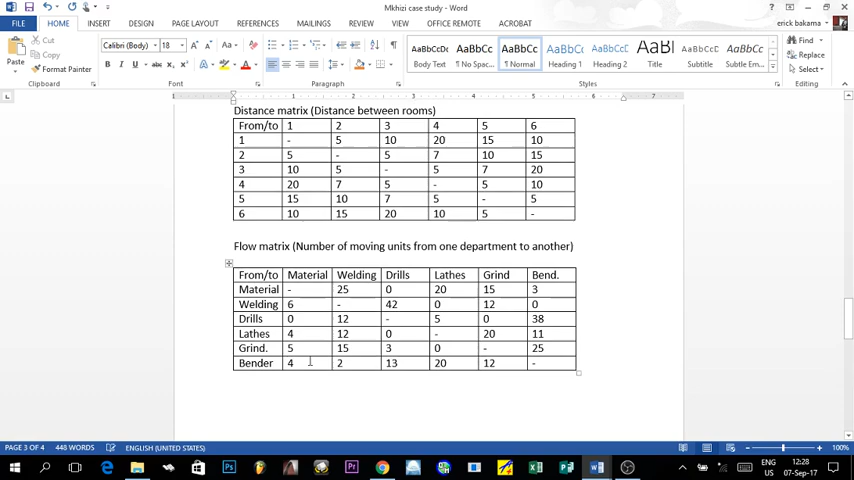 Mkhizi case study - Word
FILE HOME INSERT DESIGN PAGE LAYOUT REFERENCES MAILINGS REVIEW VIEW OFFICE REMOTE ACROBAT erick bakama
Cut
Copy
Format Painter
Paste
Clipboard
Calibri (Body) 18
Font
Paragraph
AaBbCcDc AaBbCc AaBbCc AaBbCc AaBbCc AaBl AaBbCc AaBbCc
Body Text ¶ No Spac... ¶ Normal Heading 1 Heading 2 Title Subtitle Subtle Em...
Styles
Find
Replace
Select
Editing
Distance matrix (Distance between rooms)
From/to 1 2 3 4 5 6
1 - 5 10 20 15 10
2 5 - 5 7 10 15
3 10 5 - 5 7 20
4 20 7 5 - 5 10
5 15 10 7 5 - 5
6 10 15 20 10 5 -
Flow matrix (Number of moving units from one department to another)
From/to Material Welding Drills Lathes Grind Bend.
Material - 25 0 20 15 3
Welding 6 - 42 0 12 0
Drills 0 12 - 5 0 38
Lathes 4 12 0 - 20 11
Grind. 5 15 3 0 - 25
Bender 4 2 13 20 12 -
PAGE 3 OF 4 448 WORDS ENGLISH (UNITED STATES) 100%
ENG 12:28
US 07-Sep-17